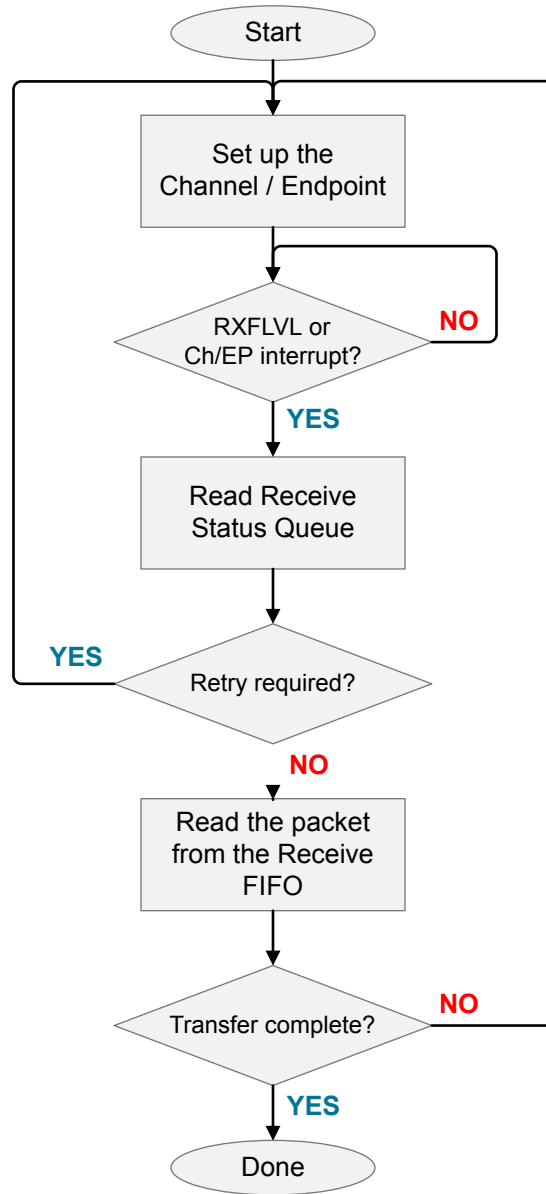 Start
Set up the
Channel / Endpoint
RXFLVL or
Ch/EP interrupt?
NO
YES
Read Receive
Status Queue
YES
Retry required?
NO
Read the packet
from the Receive
FIFO
Transfer complete?
NO
YES
Done